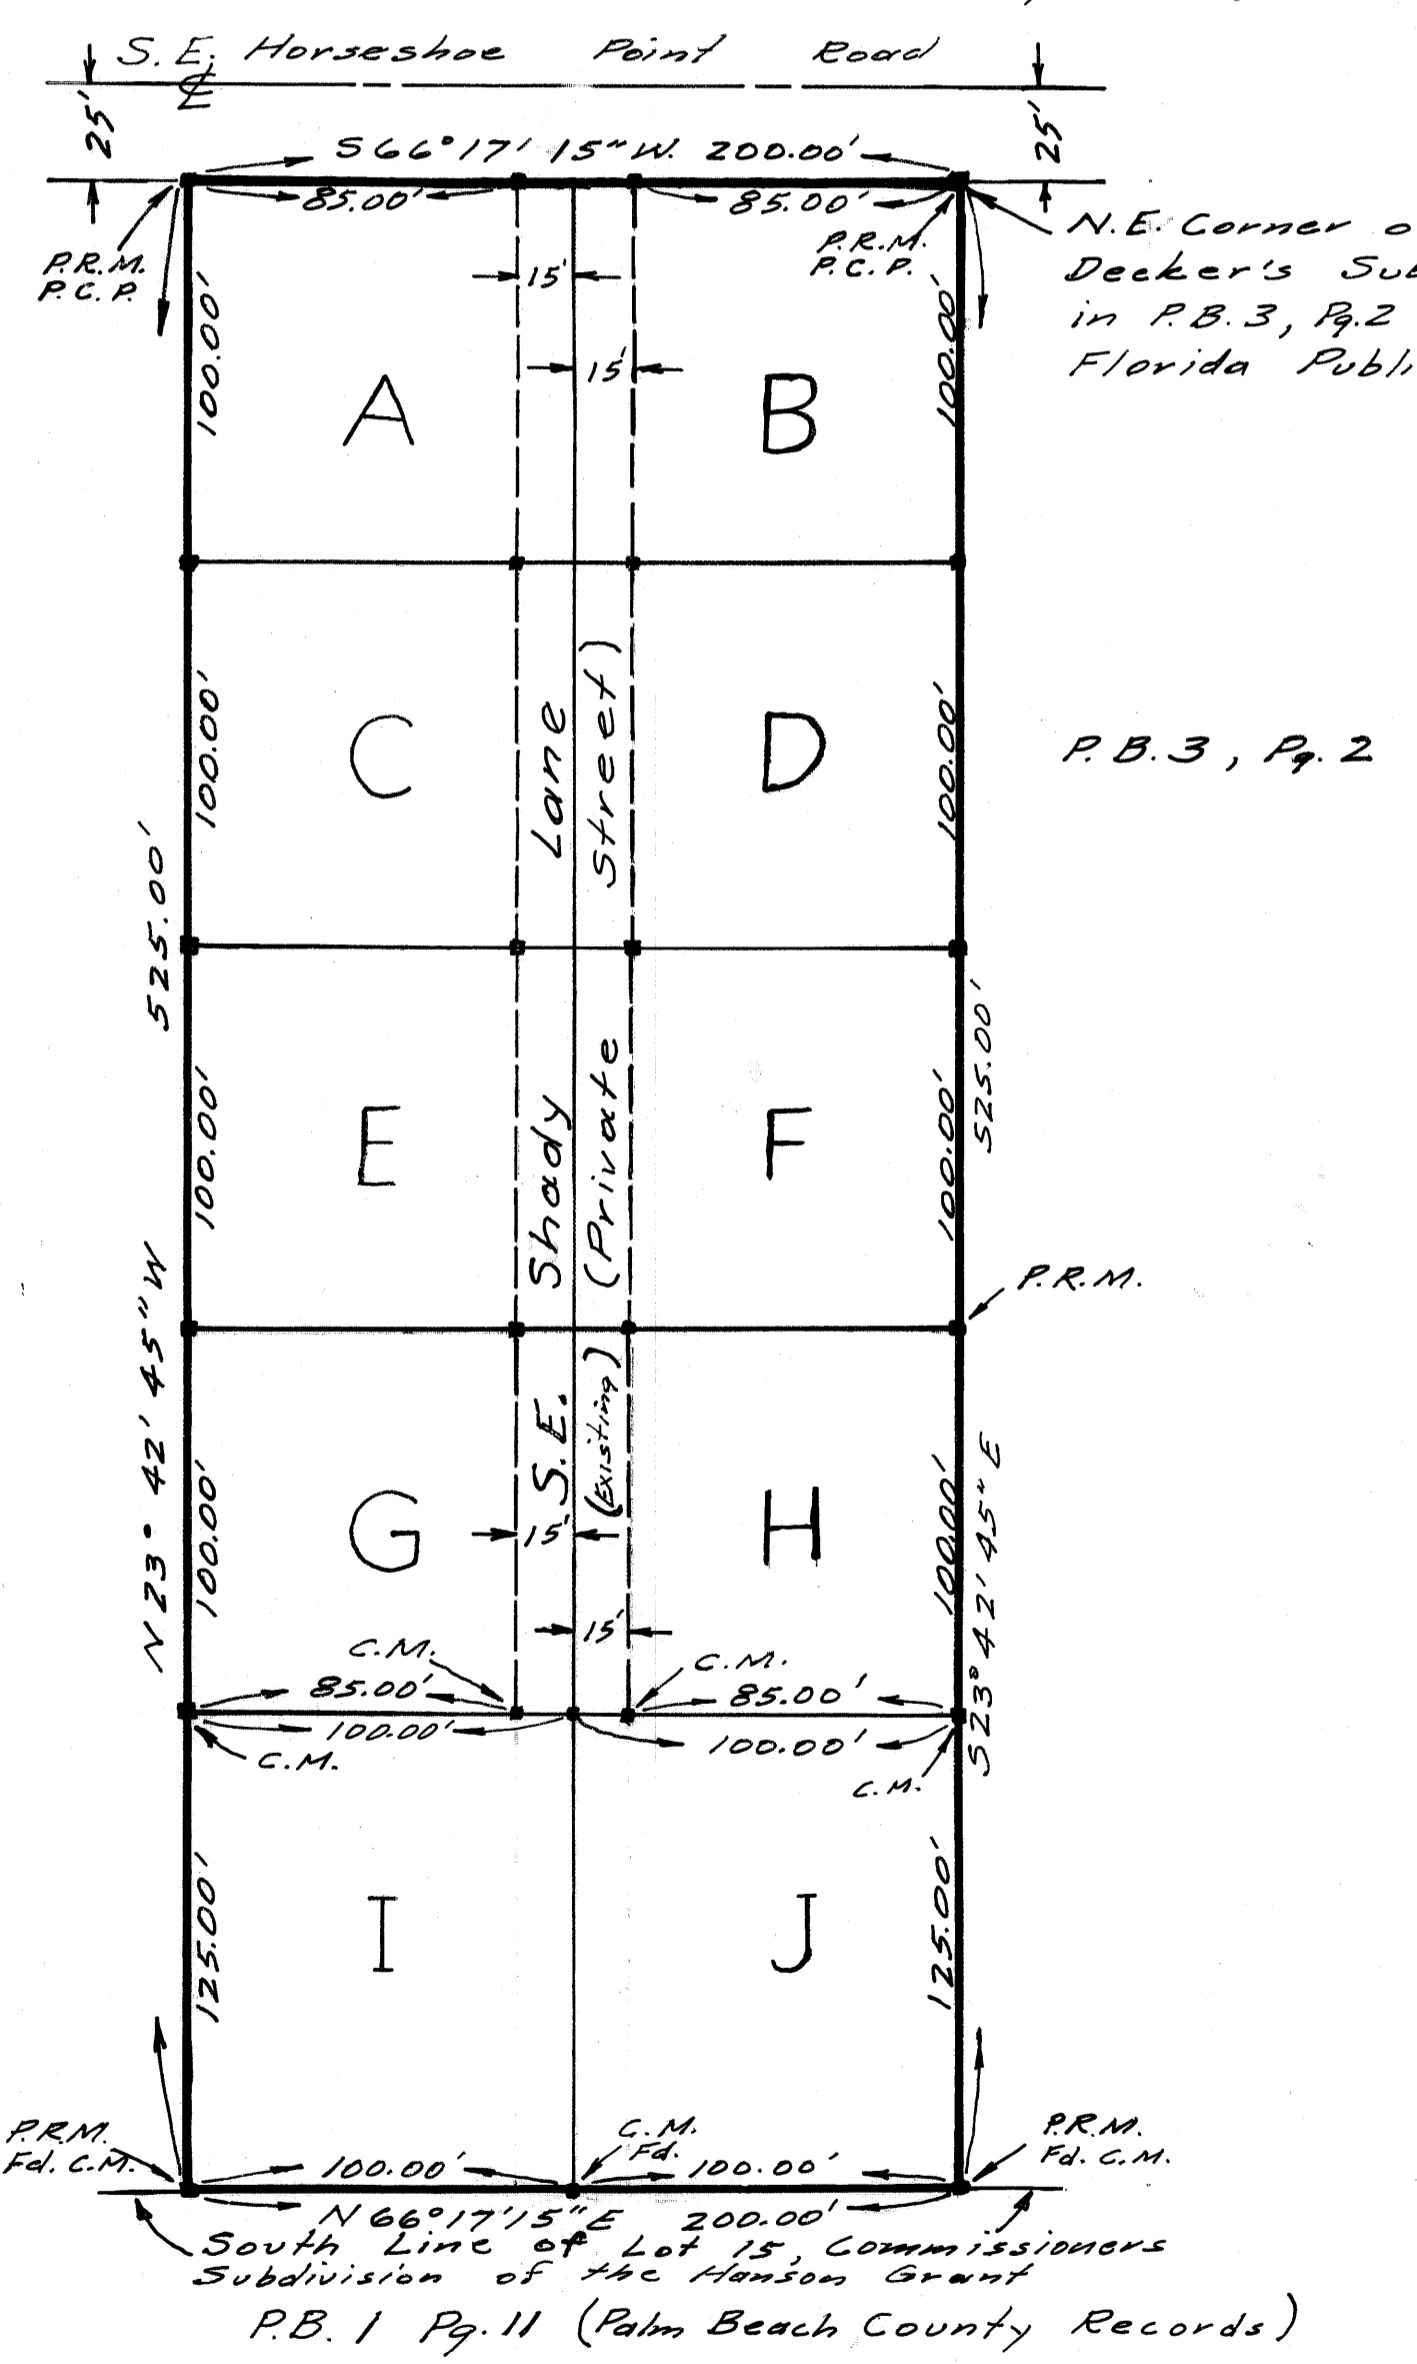 S.E. Horseshoe Point Road
℄
25'
25'
S66°17' 15" W. 200.00'
85.00'
85.00'
P.R.M.
P.C.P.
P.R.M.
P.C.P.
N.E. Corner
Decker's
in P.B.3, Pg.2
Florida
15'
15'
100.00'
100.00'
A
B
100.00'
100.00'
C
D
P.B.3, Pg.2
525.00'
525.00'
S.E. Shady Lane
(Private Street)
(Existing)
100.00'
100.00'
E
F
P.R.M.
N 23° 42' 45" W
S23° 42' 45" E
100.00'
100.00'
G
H
15'
15'
C.M.
C.M.
85.00'
85.00'
100.00'
100.00'
C.M.
C.M.
125.00'
125.00'
I
J
P.R.M.
Fd. C.M.
C.M.
Fd.
P.R.M.
Fd. C.M.
100.00'
100.00'
N 66°17'15" E 200.00'
South Line of Lot 15, Commissioners
Subdivision of the Hanson Grant
P.B. 1 Pg. 11 (Palm Beach County Records)